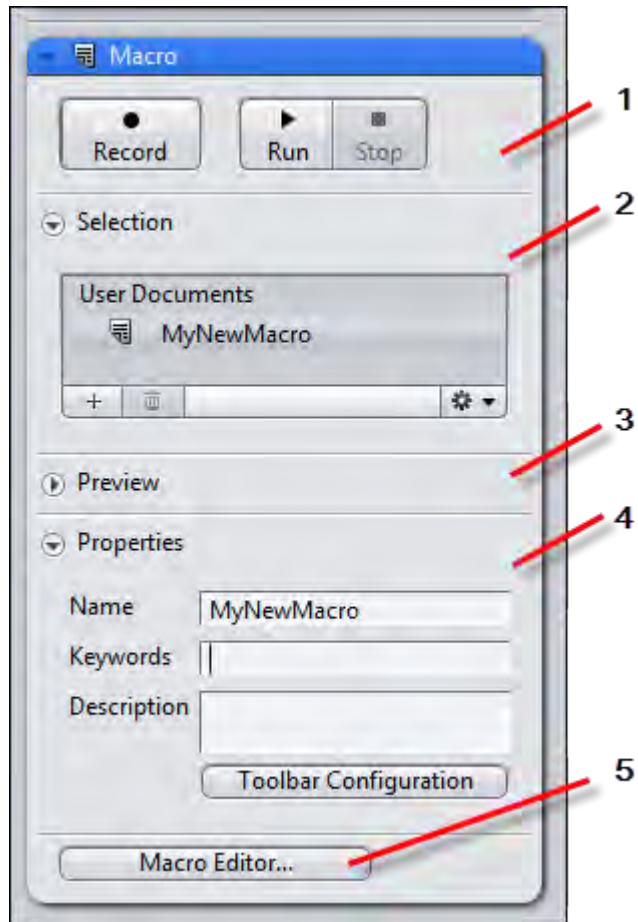 Macro
1
Record Run Stop
2
Selection
User Documents
MyNewMacro
3
Preview
4
Properties
Name MyNewMacro
Keywords
Description
Toolbar Configuration
5
Macro Editor...